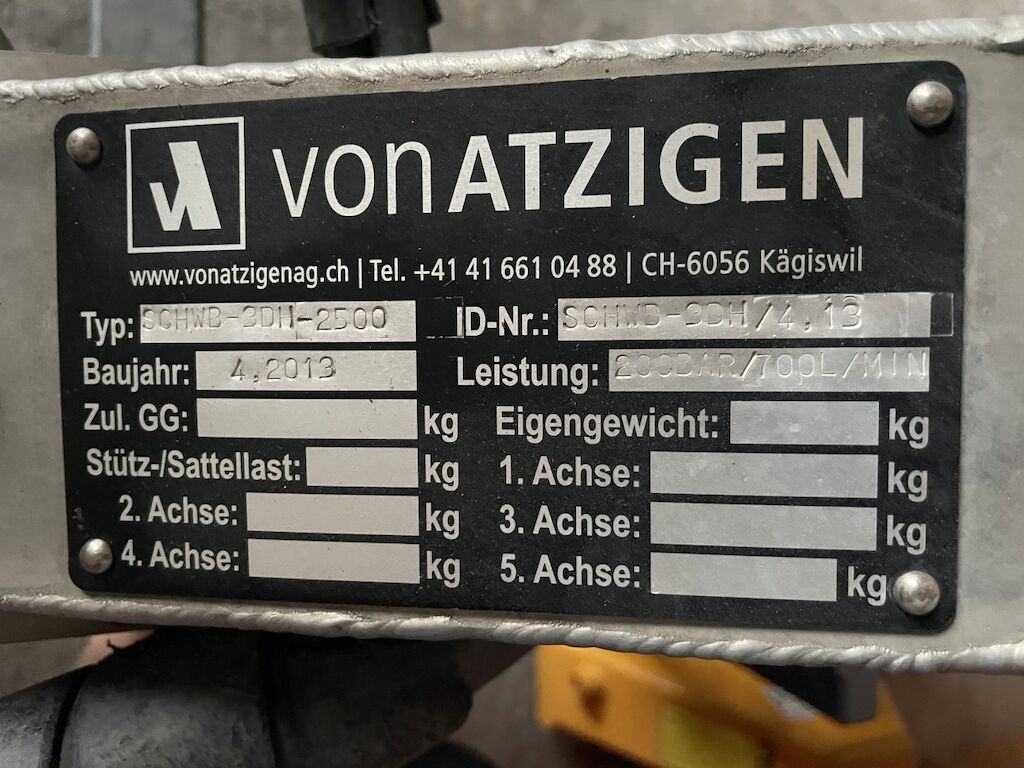 vonATZIGEN
www.vonatzigenag.ch | Tel. +41 41 661 04 88 | CH-6056 Kägiswil
Typ: SCHWB-3DH-2500 ID-Nr.: SCHWB-3DH/4,13
Baujahr: 4,2013 Leistung: 200BAR/700L/MIN
Zul. GG: kg Eigengewicht: kg
Stütz-/Sattellast: kg 1. Achse: kg
2. Achse: kg 3. Achse: kg
4. Achse: kg 5. Achse: kg